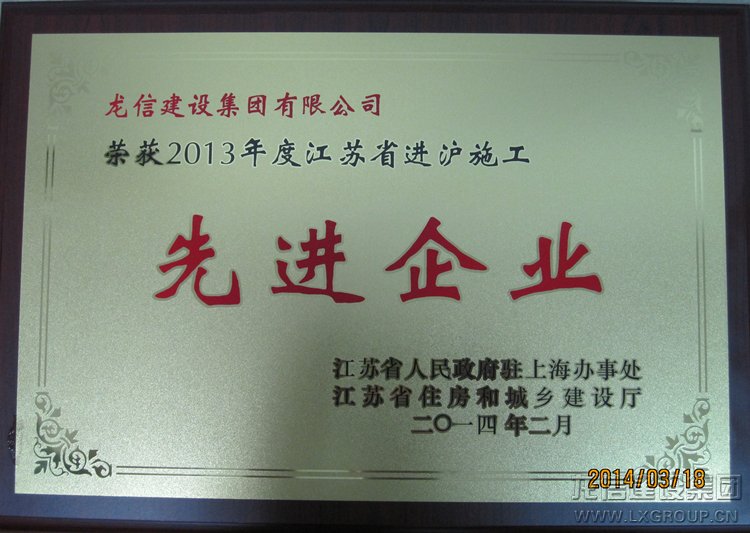 龙信建设集团有限公司
荣获2013年度江苏省进沪施工
先进企业
江苏省人民政府驻上海办事处
江苏省住房和城乡建设厅
二〇一四年二月
2014/03/18
龙信建设集团
WWW.LXGROUP.CN